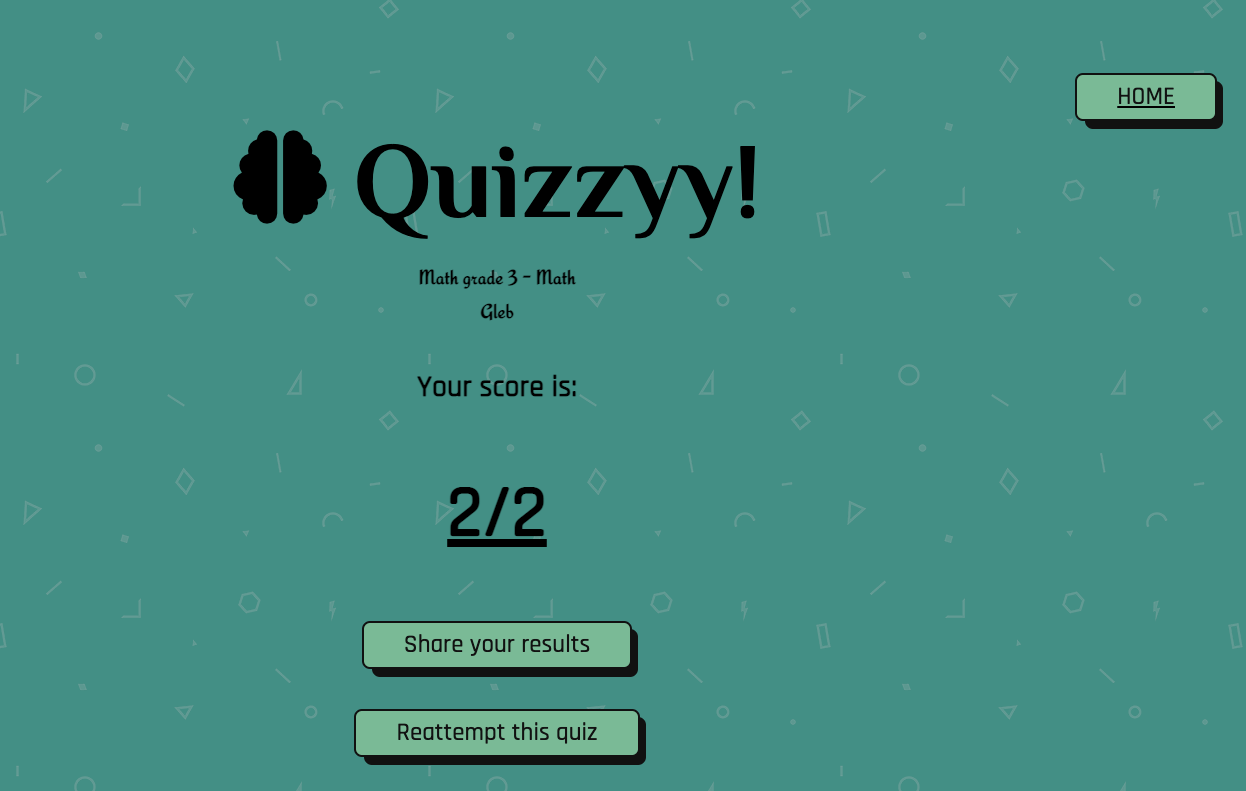 HOME
Quizzyy!
Math grade 3 - Math
Gleb
Your score is:
2/2
Share your results
Reattempt this quiz